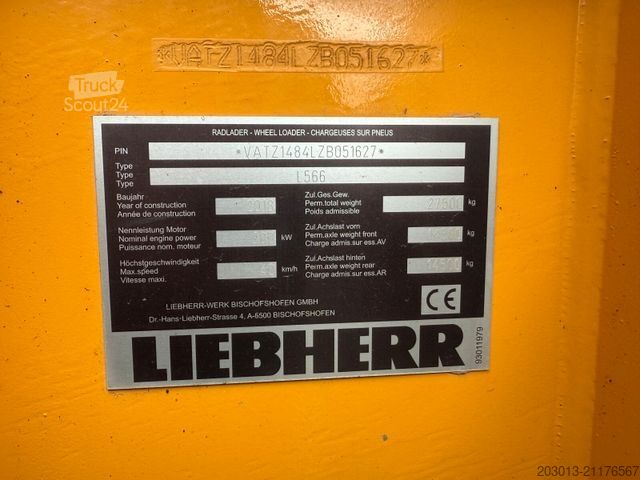 *VATZ1484LZB051627*
Truck
Scout24
RADLADER - WHEEL LOADER - CHARGEUSES SUR PNEUS
PIN *VATZ1484LZB051627*
Type
Type L566
Type
Baujahr
Year of construction 2018
Année de construction
Nennleistung Motor
Nominal engine power kW
Puissance nom. moteur
Höchstgeschwindigkeit
Max.speed km/h
Vitesse maxi.
Zul.Ges.Gew.
Perm.total weight 27500 kg
Poids admissible
Zul.Achslast vorn
Perm.axle weight front kg
Charge admis.sur ess.AV
Zul.Achslast hinten
Perm.axle weight rear kg
Charge admis.sur ess.AR
LIEBHERR-WERK BISCHOFSHOFEN GMBH
Dr.-Hans-Liebherr-Strasse 4, A-5500 BISCHOFSHOFEN
CE
LIEBHERR
93011979
203013-21176567